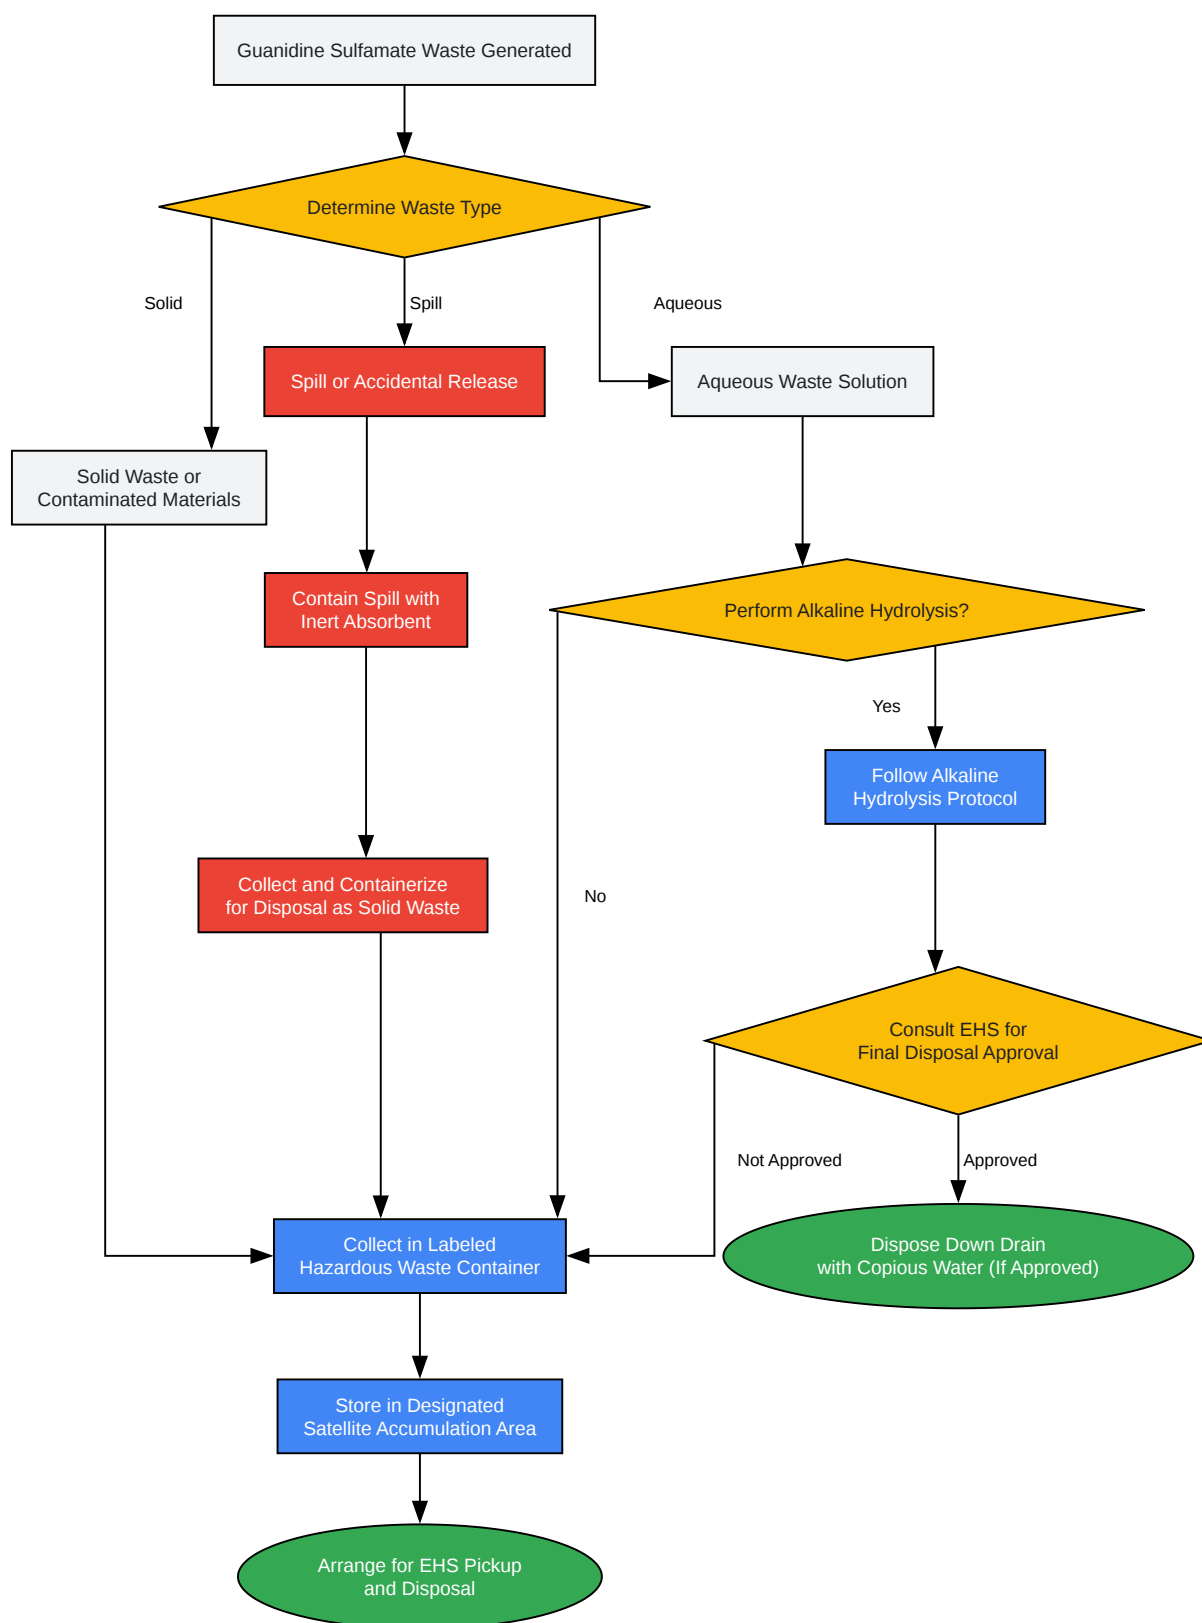 Guanidine Sulfamate Waste Generated
Determine Waste Type
Solid
Spill
Aqueous
Spill or Accidental Release
Aqueous Waste Solution
Solid Waste or
Contaminated Materials
Contain Spill with
Inert Absorbent
Perform Alkaline Hydrolysis?
Yes
Follow Alkaline
Hydrolysis Protocol
Collect and Containerize
for Disposal as Solid Waste
No
Consult EHS for
Final Disposal Approval
Not Approved
Approved
Collect in Labeled
Hazardous Waste Container
Dispose Down Drain
with Copious Water (If Approved)
Store in Designated
Satellite Accumulation Area
Arrange for EHS Pickup
and Disposal